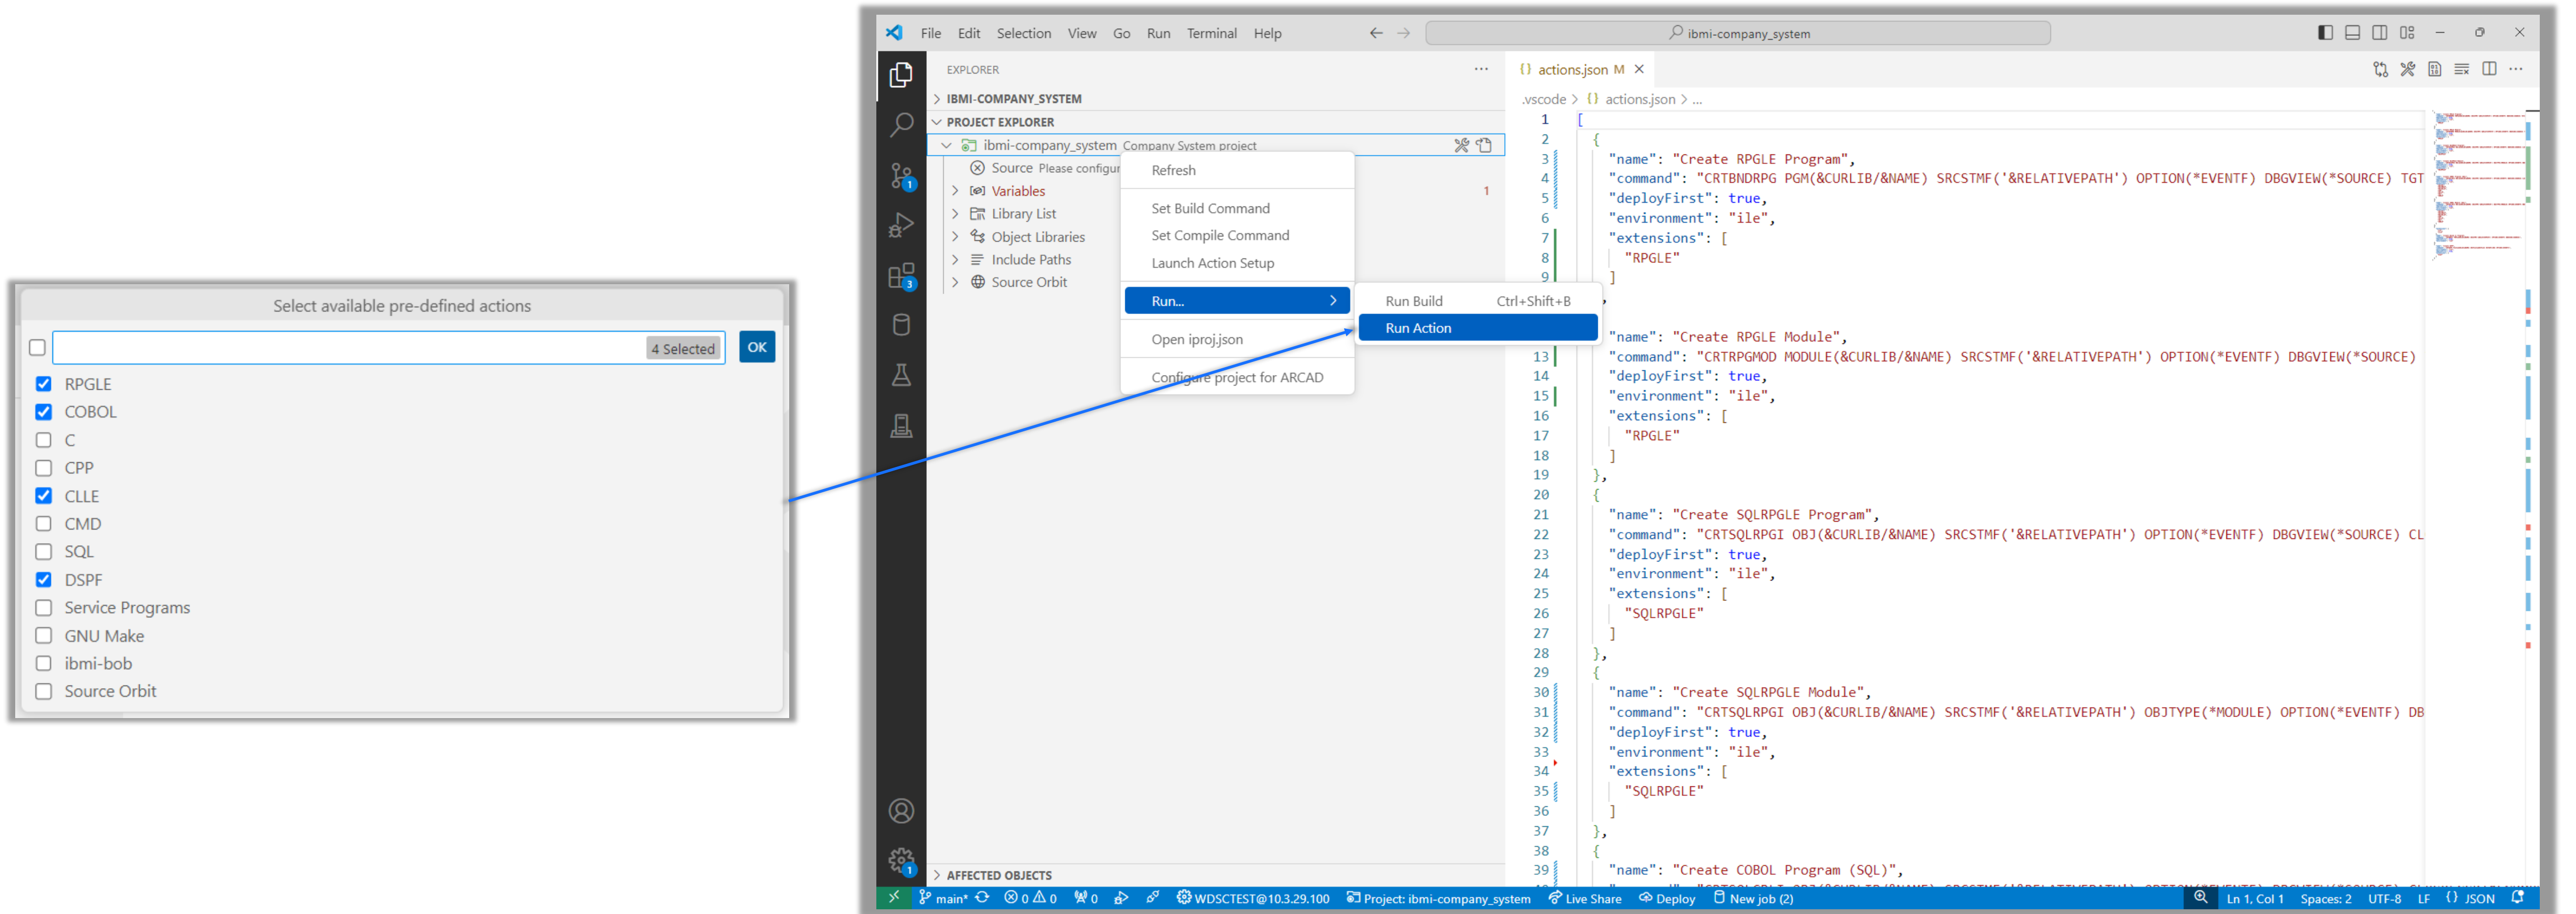 Select available pre-defined actions
4 Selected
OK
RPGLE
COBOL
C
CPP
CLLE
CMD
SQL
DSPF
Service Programs
GNU Make
ibmi-bob
Source Orbit
File Edit Selection View Go Run Terminal Help
ibmi-company_system
EXPLORER
IBMI-COMPANY_SYSTEM
PROJECT EXPLORER
ibmi-company_system Company System project
Source Please configur
Variables 1
Library List
Object Libraries
Include Paths
Source Orbit
1
3
1
Refresh
Set Build Command
Set Compile Command
Launch Action Setup
Run...
Open iproj.json
Configure project for ARCAD
Run Build Ctrl+Shift+B
Run Action
AFFECTED OBJECTS
actions.json M
.vscode > {} actions.json > ...
1 [
2 {
3 "name": "Create RPGLE Program",
4 "command": "CRTBNDRPG PGM(&CURLIB/&NAME) SRCSTMF('&RELATIVEPATH') OPTION(*EVENTF) DBGVIEW(*SOURCE) TGT
5 "deployFirst": true,
6 "environment": "ile",
7 "extensions": [
8 "RPGLE"
9 ]
,
"name": "Create RPGLE Module",
13 "command": "CRTRPGMOD MODULE(&CURLIB/&NAME) SRCSTMF('&RELATIVEPATH') OPTION(*EVENTF) DBGVIEW(*SOURCE)
14 "deployFirst": true,
15 "environment": "ile",
16 "extensions": [
17 "RPGLE"
18 ]
19 },
20 {
21 "name": "Create SQLRPGLE Program",
22 "command": "CRTSQLRPGI OBJ(&CURLIB/&NAME) SRCSTMF('&RELATIVEPATH') OPTION(*EVENTF) DBGVIEW(*SOURCE) CL
23 "deployFirst": true,
24 "environment": "ile",
25 "extensions": [
26 "SQLRPGLE"
27 ]
28 },
29 {
30 "name": "Create SQLRPGLE Module",
31 "command": "CRTSQLRPGI OBJ(&CURLIB/&NAME) SRCSTMF('&RELATIVEPATH') OBJTYPE(*MODULE) OPTION(*EVENTF) DB
32 "deployFirst": true,
33 "environment": "ile",
34 "extensions": [
35 "SQLRPGLE"
36 ]
37 },
38 {
39 "name": "Create COBOL Program (SQL)",
main* 0 0 0 WDSCTEST@10.3.29.100 Project: ibmi-company_system Live Share Deploy New job (2) Ln 1, Col 1 Spaces: 2 UTF-8 LF {} JSON